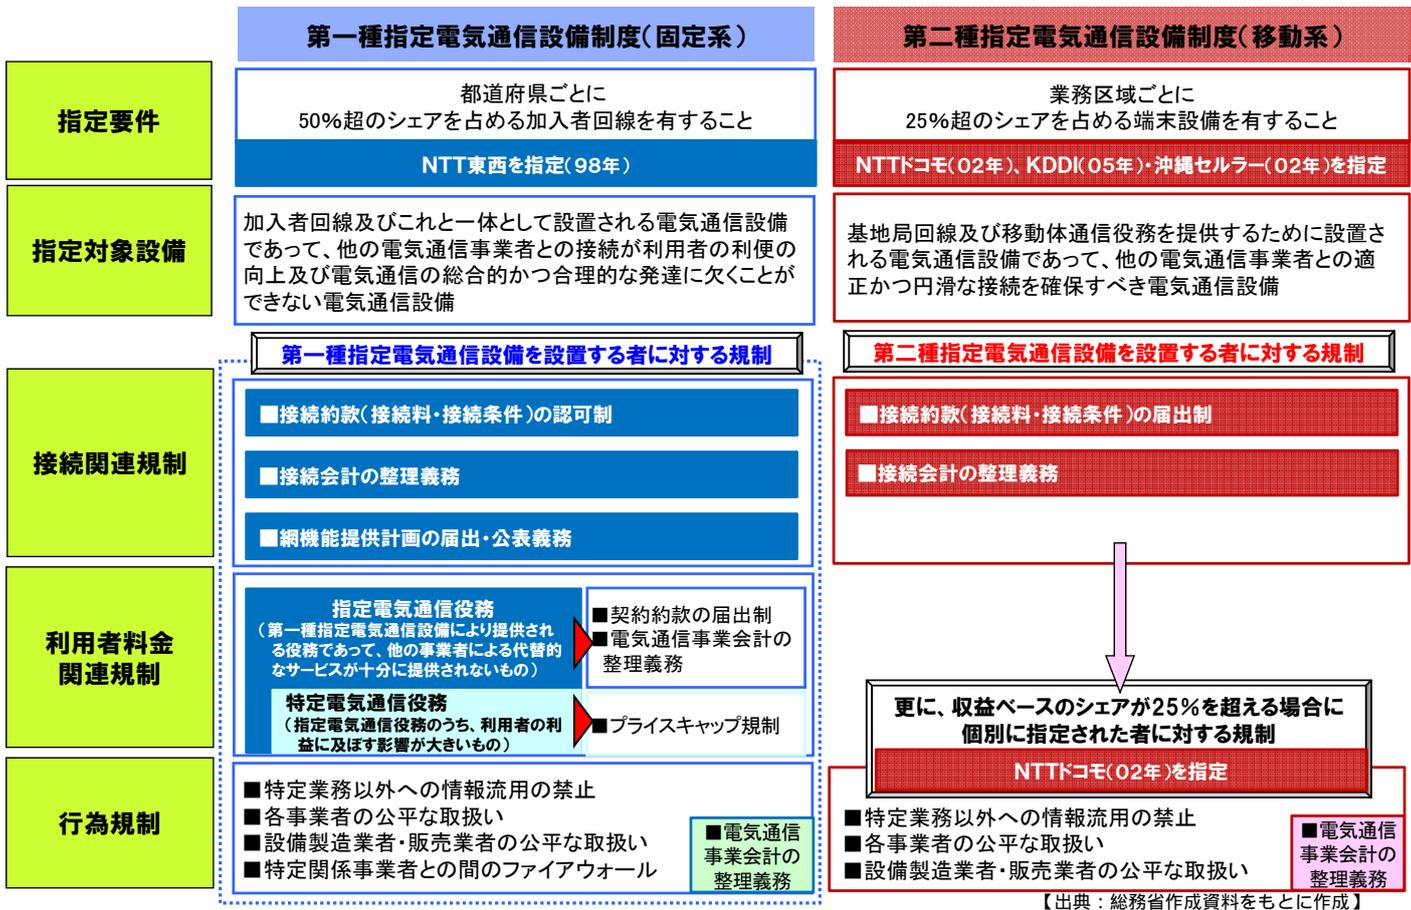 第一種指定電気通信設備制度(固定系)
第二種指定電気通信設備制度(移動系)
指定要件
都道府県ごとに
50%超のシェアを占める加入者回線を有すること
NTT東西を指定(98年)
業務区域ごとに
25%超のシェアを占める端末設備を有すること
NTTドコモ(02年)、KDDI(05年)・沖縄セルラー(02年)を指定
指定対象設備
加入者回線及びこれと一体として設置される電気通信設備
であって、他の電気通信事業者との接続が利用者の利便の
向上及び電気通信の総合的かつ合理的な発達に欠くことが
できない電気通信設備
基地局回線及び移動体通信役務を提供するために設置さ
れる電気通信設備であって、他の電気通信事業者との適
正かつ円滑な接続を確保すべき電気通信設備
第一種指定電気通信設備を設置する者に対する規制
第二種指定電気通信設備を設置する者に対する規制
接続関連規制
■接続約款(接続料・接続条件)の認可制
■接続会計の整理義務
■網機能提供計画の届出・公表義務
■接続約款(接続料・接続条件)の届出制
■接続会計の整理義務
利用者料金
関連規制
指定電気通信役務
(第一種指定電気通信設備により提供され
る役務であって、他の事業者による代替的
なサービスが十分に提供されないもの)
■契約約款の届出制
■電気通信事業会計の
整理義務
特定電気通信役務
(指定電気通信役務のうち、利用者の利
益に及ぼす影響が大きいもの)
■プライスキャップ規制
更に、収益ベースのシェアが25%を超える場合に
個別に指定された者に対する規制
NTTドコモ(02年)を指定
行為規制
■特定業務以外への情報流用の禁止
■各事業者の公平な取扱い
■設備製造業者・販売業者の公平な取扱い
■特定関係事業者との間のファイアウォール
■電気通信
事業会計の
整理義務
■特定業務以外への情報流用の禁止
■各事業者の公平な取扱い
■設備製造業者・販売業者の公平な取扱い
■電気通信
事業会計の
整理義務
【出典:総務省作成資料をもとに作成】